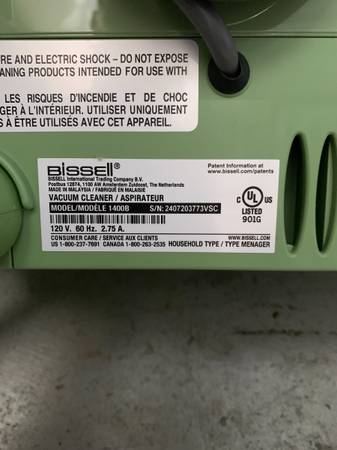 RE AND ELECTRIC SHOCK – DO NOT EXPOSE
ANING PRODUCTS INTENDED FOR USE WITH
LES RISQUES D'INCENDIE ET DE CHOC
GER À L'INTÉRIEUR. UTILISER UNIQUEMENT
S À ÊTRE UTILISÉS AVEC CET APPAREIL.
BISSELL®
BISSELL International Trading Company B.V.
Postbus 12874, 1100 AW Amsterdam Zuidoost, The Netherlands
MADE IN MALAYSIA / FABRIQUÉ EN MALAISIE
Patent Information at
www.bissell.com/patents
VACUUM CLEANER / ASPIRATEUR
MODEL/MODÈLE 1400B S/N: 2407203773VSC
120 V. 60 Hz. 2.75 A.
C UL US
LISTED
901G
CONSUMER CARE / SERVICE AUX CLIENTS
WWW.BISSELL.COM
US 1-800-237-7691 CANADA 1-800-263-2535 HOUSEHOLD TYPE / TYPE MENAGER